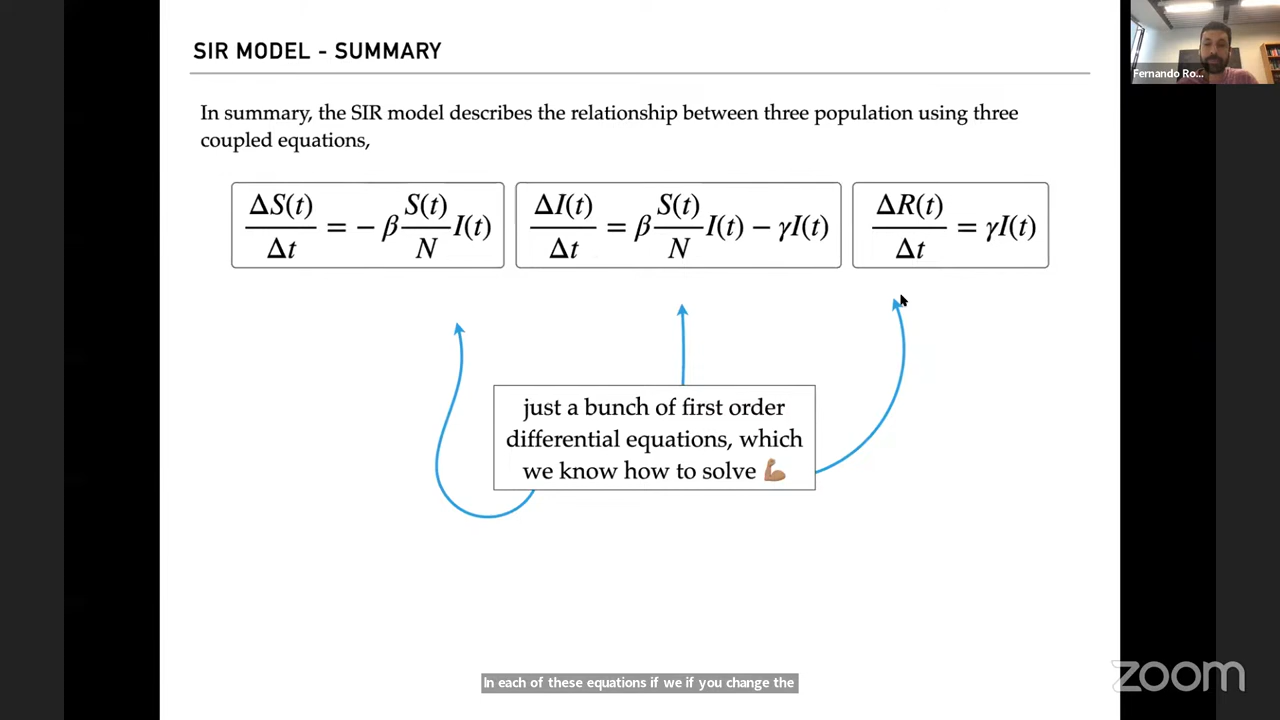 SIR MODEL - SUMMARY
Fernando Ro...
In summary, the SIR model describes the relationship between three population using three
coupled equations,
ΔS(t)/Δt = − β S(t)/N I(t)
ΔI(t)/Δt = β S(t)/N I(t) − γI(t)
ΔR(t)/Δt = γI(t)
just a bunch of first order
differential equations, which
we know how to solve 💪🏽
In each of these equations if we if you change the
zoom